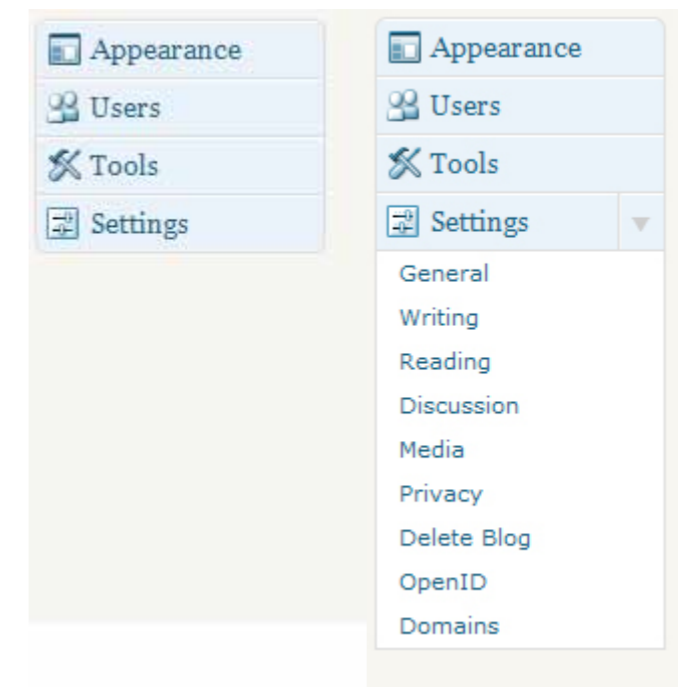 Appearance
Users
Tools
Settings
Appearance
Users
Tools
Settings
General
Writing
Reading
Discussion
Media
Privacy
Delete Blog
OpenID
Domains